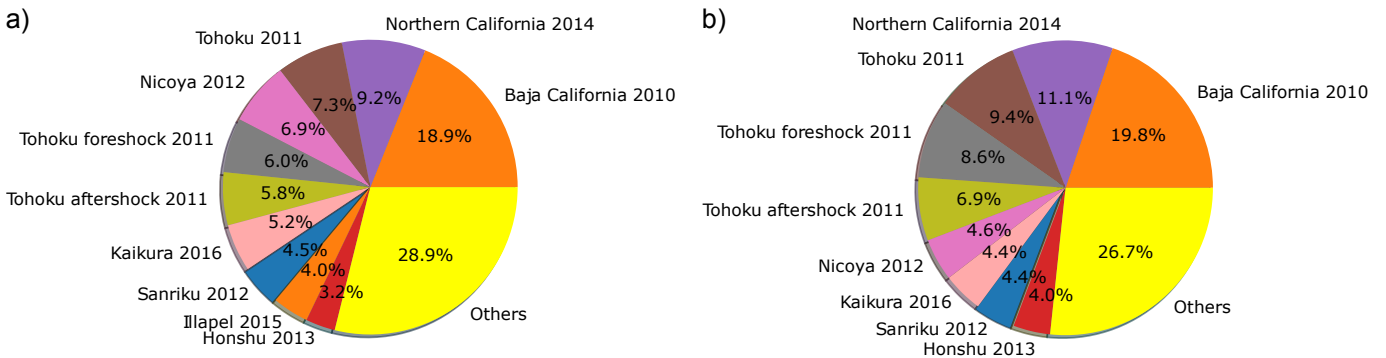 a)
Northern California 2014
Tohoku 2011
Baja California 2010
Nicoya 2012
Tohoku foreshock 2011
Tohoku aftershock 2011
Kaikura 2016
Sanriku 2012
Illapel 2015
Honshu 2013
Others
9.2%
7.3%
18.9%
6.9%
6.0%
5.8%
5.2%
4.5%
4.0%
3.2%
28.9%
b)
Northern California 2014
Tohoku 2011
Baja California 2010
Tohoku foreshock 2011
Tohoku aftershock 2011
Nicoya 2012
Kaikura 2016
Sanriku 2012
Honshu 2013
Others
11.1%
9.4%
19.8%
8.6%
6.9%
4.6%
4.4%
4.4%
4.0%
26.7%